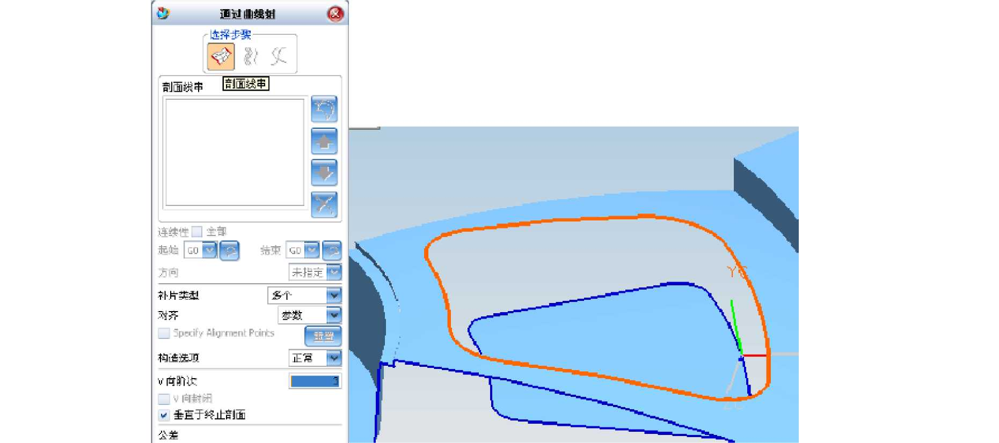 通过曲线组
选择步骤
剖面线串
剖面线串
连续性 全部
起始 G0 结束 G0
方向 未指定
补片类型 多个
对齐 参数
Specify Alignment Points 重置
构造选项 正常
V 向阶次 3
V 向封闭
垂直于终止剖面
公差
YC
ZC